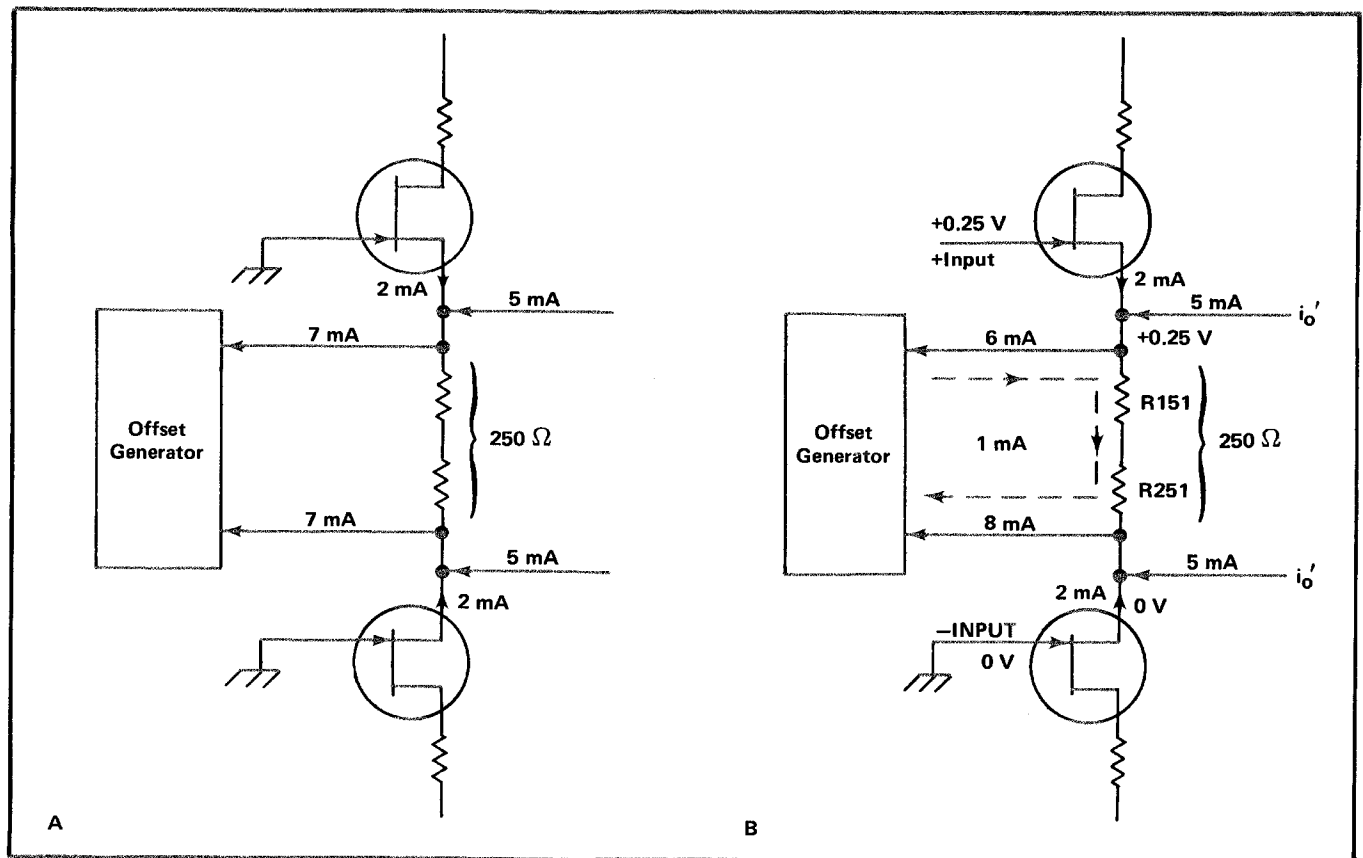 2 mA
5 mA
7 mA
Offset
Generator
250 Ω
7 mA
5 mA
2 mA
A
+0.25 V
+Input
2 mA
5 mA
i₀'
+0.25 V
6 mA
Offset
Generator
1 mA
R151
R251
250 Ω
8 mA
5 mA
i₀'
2 mA
0 V
−INPUT
0 V
B